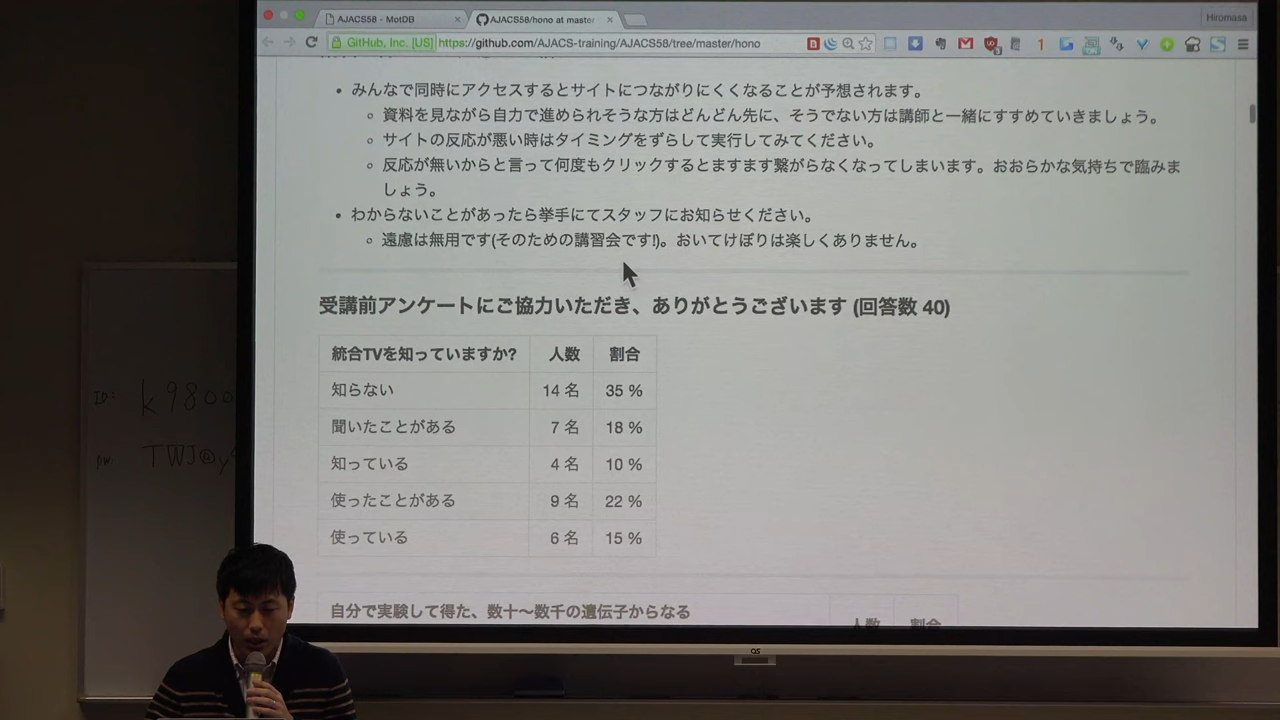 AJACS58 - MotDB
AJACS58/hono at master
Hiromasa
GitHub, Inc. [US] https://github.com/AJACS-training/AJACS58/tree/master/hono
みんなで同時にアクセスするとサイトにつながりにくくなることが予想されます。
資料を見ながら自力で進められそうな方はどんどん先に、そうでない方は講師と一緒にすすめていきましょう。
サイトの反応が悪い時はタイミングをずらして実行してみてください。
反応が無いからと言って何度もクリックするとますます繋がらなくなってしまいます。おおらかな気持ちで臨みま
しょう。
わからないことがあったら挙手にてスタッフにお知らせください。
遠慮は無用です(そのための講習会です!)。おいてけぼりは楽しくありません。
受講前アンケートにご協力いただき、ありがとうございます (回答数 40)
統合TVを知っていますか? 人数 割合
知らない 14 名 35 %
聞いたことがある 7 名 18 %
知っている 4 名 10 %
使ったことがある 9 名 22 %
使っている 6 名 15 %
自分で実験して得た、数十〜数千の遺伝子からなる
人数 割合
ID: k9800
PW: TWJ@y